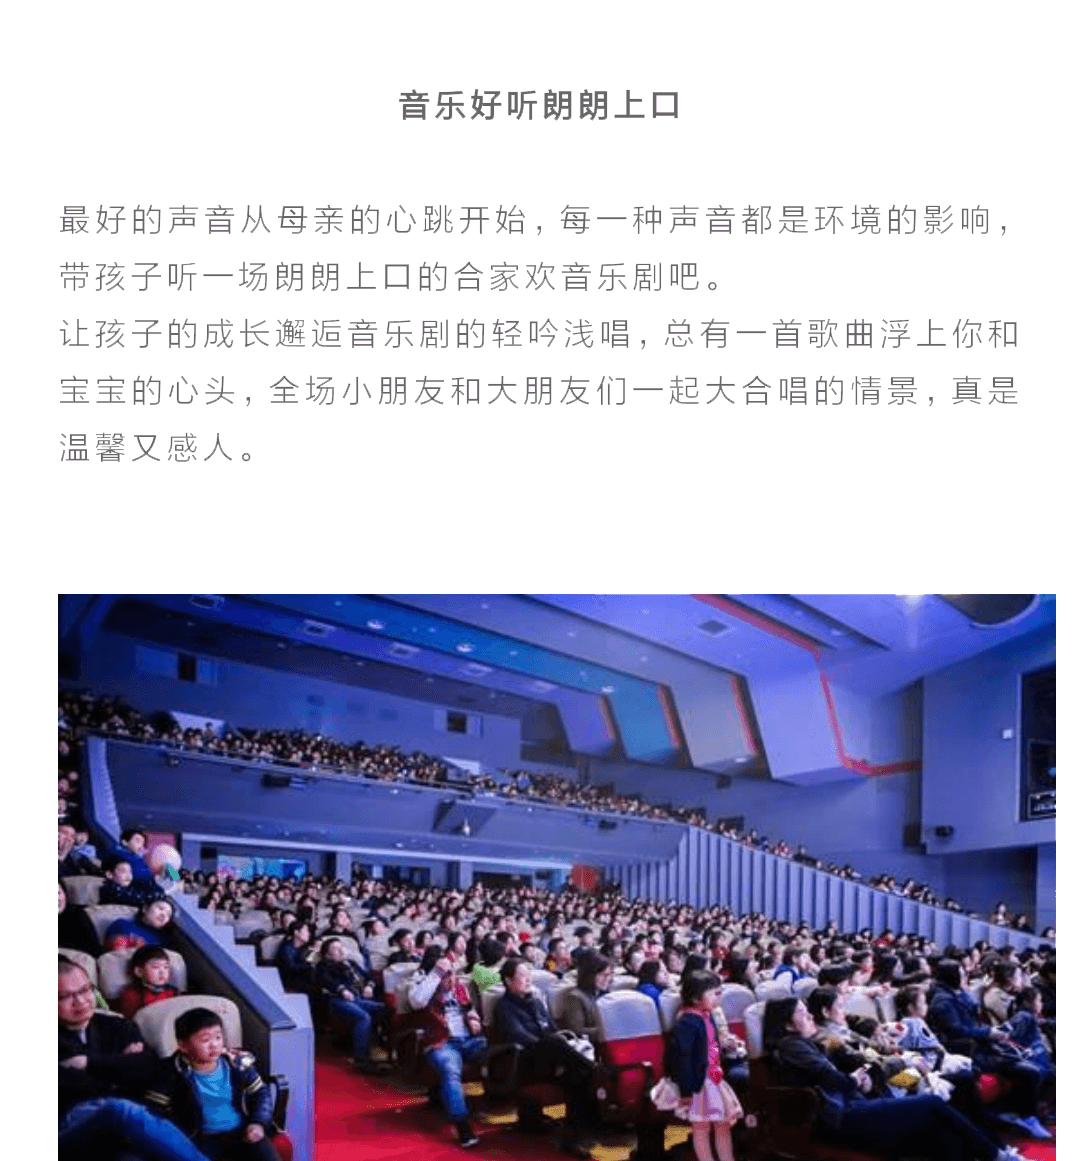 音乐好听朗朗上口
最好的声音从母亲的心跳开始，每一种声音都是环境的影响，
带孩子听一场朗朗上口的合家欢音乐剧吧。
让孩子的成长邂逅音乐剧的轻吟浅唱，总有一首歌曲浮上你和
宝宝的心头，全场小朋友和大朋友们一起大合唱的情景，真是
温馨又感人。